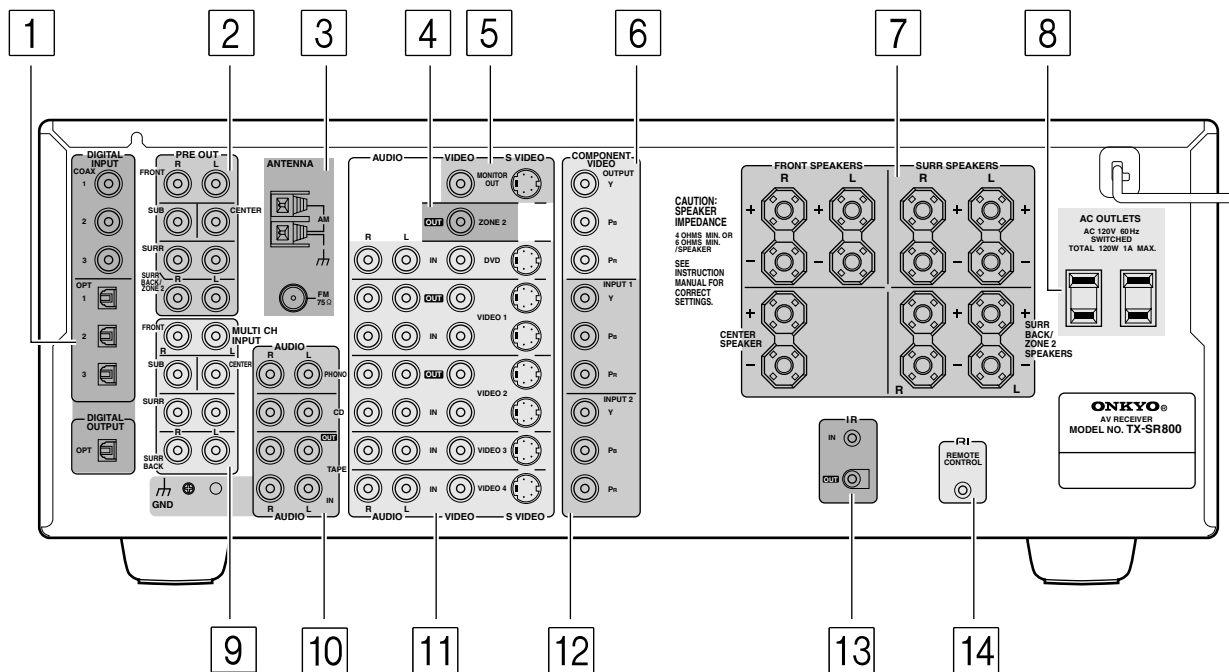 1
2
3
4
5
6
7
8
DIGITAL INPUT
COAX
1
2
3
OPT
1
2
3
DIGITAL OUTPUT
OPT
PRE OUT
R
L
FRONT
SUB
CENTER
SURR
SURR BACK/ ZONE 2
R
L
FRONT
R
L
MULTI CH INPUT
SUB
CENTER
SURR
R
L
SURR BACK
GND
ANTENNA
AM
FM 75 Ω
AUDIO
R
L
PHONO
CD
OUT
TAPE
IN
R
L
AUDIO
AUDIO
VIDEO
S VIDEO
MONITOR OUT
OUT
ZONE 2
R
L
IN
DVD
OUT
VIDEO 1
IN
OUT
VIDEO 2
IN
IN
VIDEO 3
IN
VIDEO 4
R
L
AUDIO
VIDEO
S VIDEO
COMPONENT VIDEO
OUTPUT
Y
PB
PR
INPUT 1
Y
PB
PR
INPUT 2
Y
PB
PR
CAUTION:
SPEAKER
IMPEDANCE
4 OHMS MIN. OR
6 OHMS MIN.
/SPEAKER
SEE
INSTRUCTION
MANUAL FOR
CORRECT
SETTINGS.
FRONT SPEAKERS
R
L
SURR SPEAKERS
R
L
+
+
+
+
−
−
−
−
CENTER
SPEAKER
+
−
+
+
−
−
SURR
BACK/
ZONE 2
SPEAKERS
R
L
AC OUTLETS
AC 120V 60Hz
SWITCHED
TOTAL 120W 1A MAX.
ONKYO®
AV RECEIVER
MODEL NO. TX-SR800
IR
IN
OUT
RI
REMOTE
CONTROL
9
10
11
12
13
14